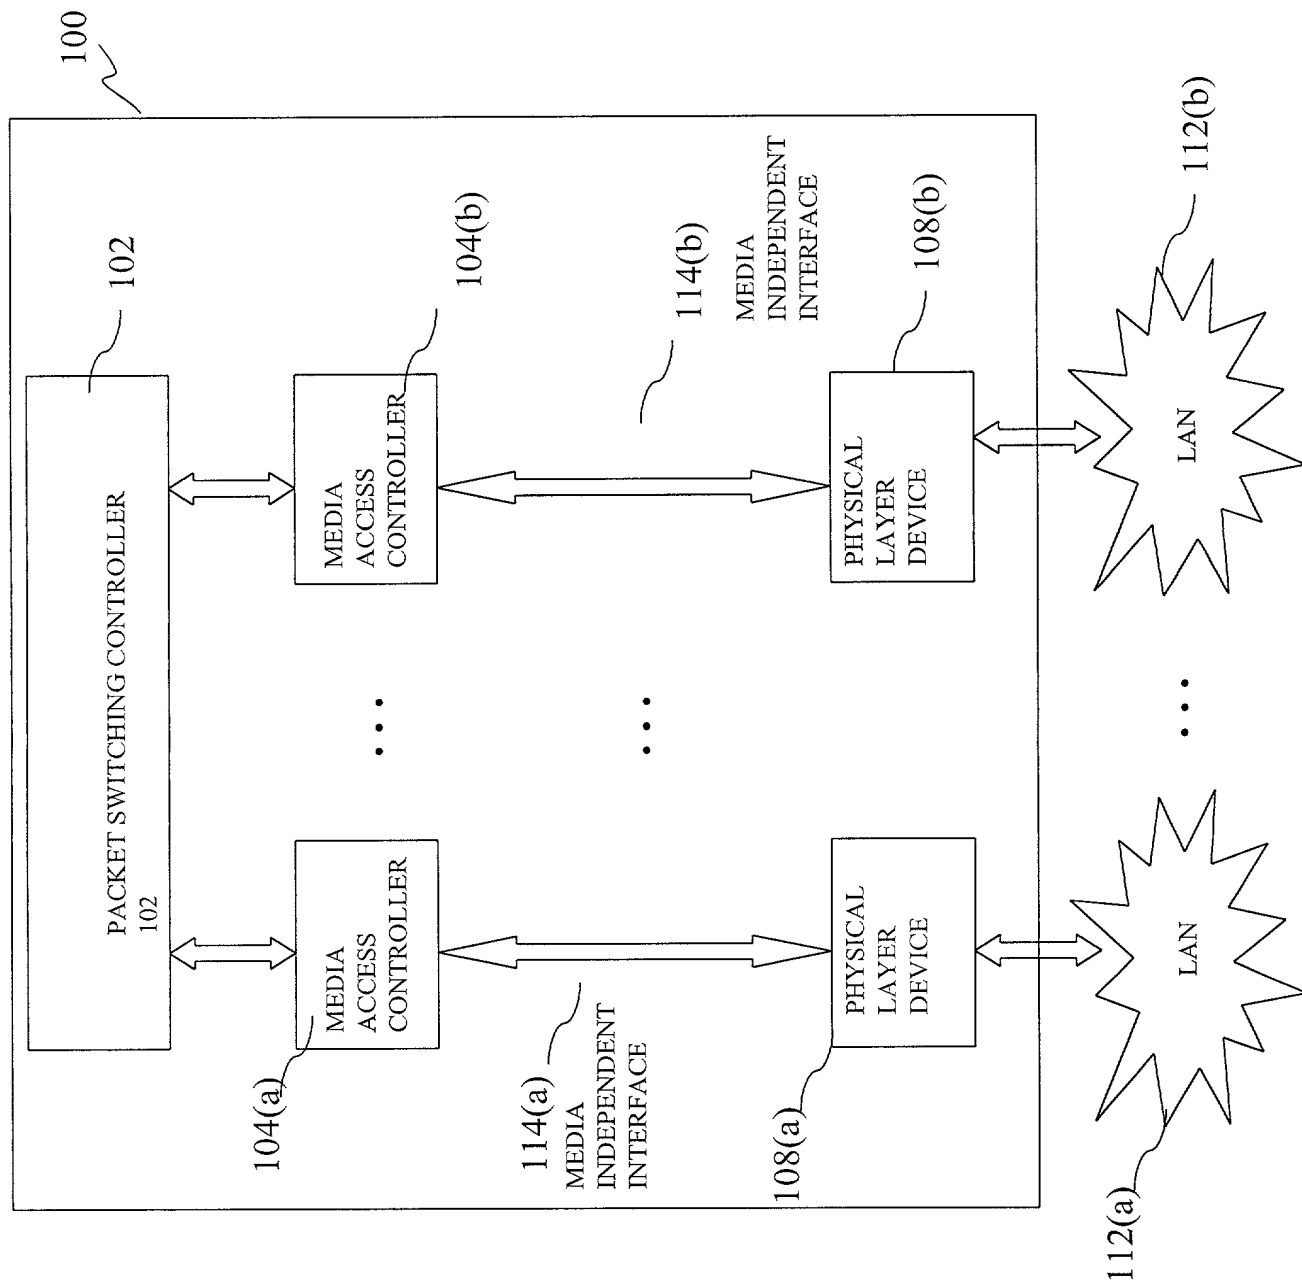 100
102
PACKET SWITCHING CONTROLLER
102
104(a)
MEDIA
ACCESS
CONTROLLER
MEDIA
ACCESS
CONTROLLER
104(b)
114(a)
MEDIA
INDEPENDENT
INTERFACE
114(b)
MEDIA
INDEPENDENT
INTERFACE
108(a)
PHYSICAL
LAYER
DEVICE
PHYSICAL
LAYER
DEVICE
108(b)
112(a)
LAN
LAN
112(b)